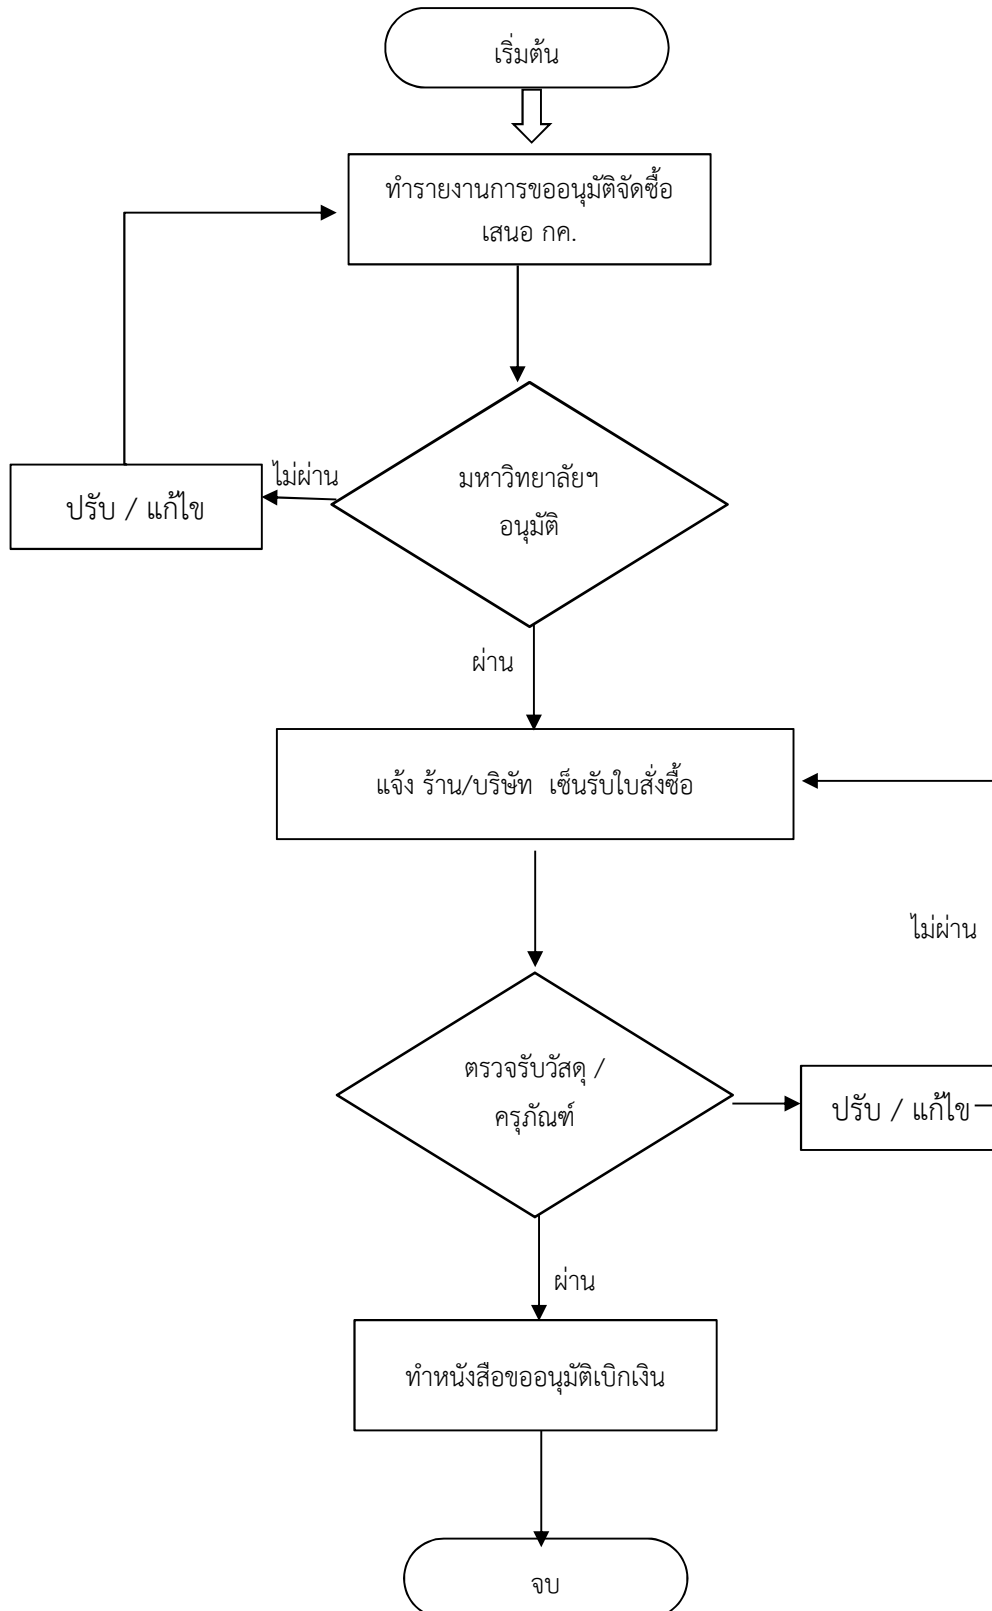 เริ่มต้น
ทำรายงานการขออนุมัติจัดซื้อ
เสนอ กค.
ไม่ผ่าน
ปรับ / แก้ไข
มหาวิทยาลัยฯ
อนุมัติ
ผ่าน
แจ้ง ร้าน/บริษัท เซ็นรับใบสั่งซื้อ
ไม่ผ่าน
ตรวจรับวัสดุ /
ครุภัณฑ์
ปรับ / แก้ไข
ผ่าน
ทำหนังสือขออนุมัติเบิกเงิน
จบ